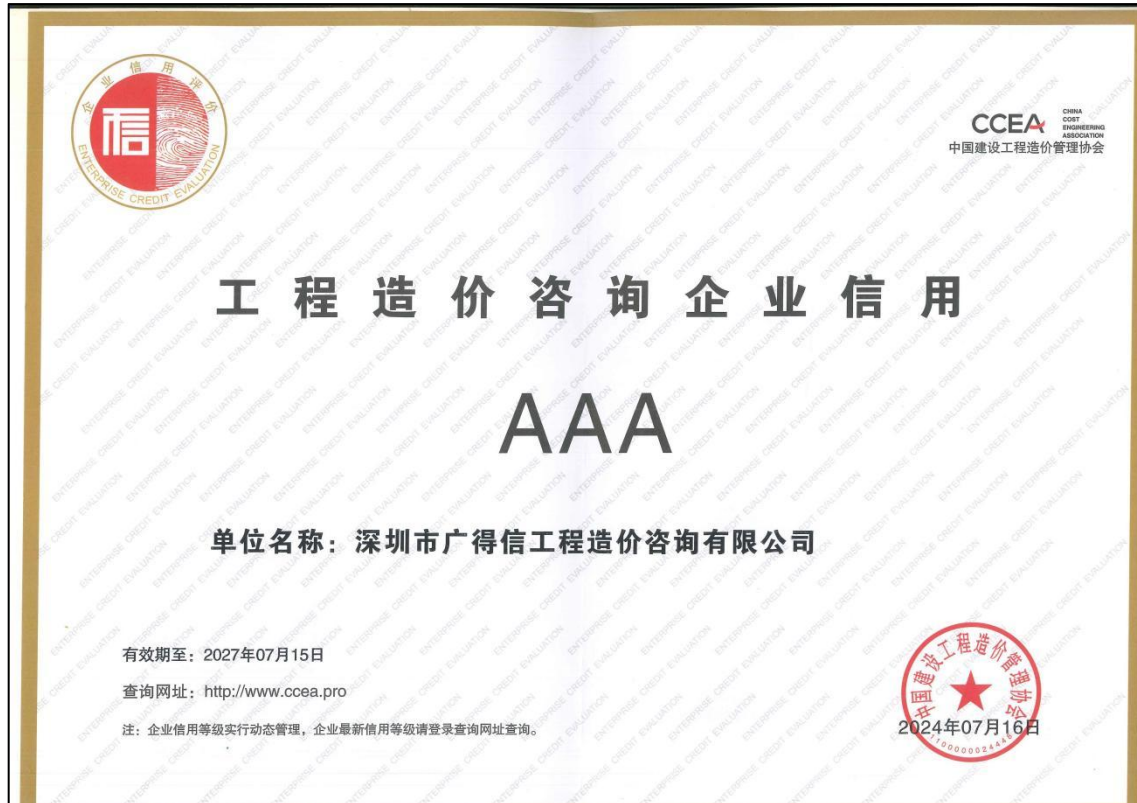 企业信用评价
信
ENTERPRISE CREDIT EVALUATION
CCEA
CHINA
COST
ENGINEERING
ASSOCIATION
中国建设工程造价管理协会
工程造价咨询企业信用
AAA
单位名称：深圳市广得信工程造价咨询有限公司
有效期至：2027年07月15日
查询网址：http://www.ccea.pro
注：企业信用等级实行动态管理，企业最新信用等级请登录查询网址查询。
中国建设工程造价管理协会
2024年07月16日